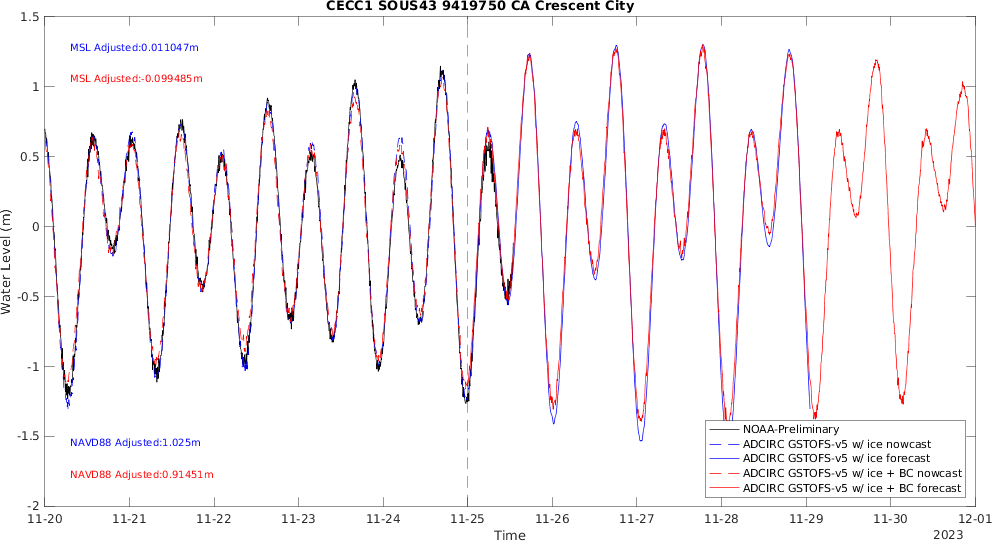 CECC1 SOUS43 9419750 CA Crescent City
1.5
1
0.5
0
-0.5
-1
-1.5
-2
Water Level (m)
MSL Adjusted:0.011047m
MSL Adjusted:-0.099485m
NAVD88 Adjusted:1.025m
NAVD88 Adjusted:0.91451m
NOAA-Preliminary
ADCIRC GSTOFS-v5 w/ ice nowcast
ADCIRC GSTOFS-v5 w/ ice forecast
ADCIRC GSTOFS-v5 w/ ice + BC nowcast
ADCIRC GSTOFS-v5 w/ ice + BC forecast
11-20 11-21 11-22 11-23 11-24 11-25 11-26 11-27 11-28 11-29 11-30 12-01
Time
2023